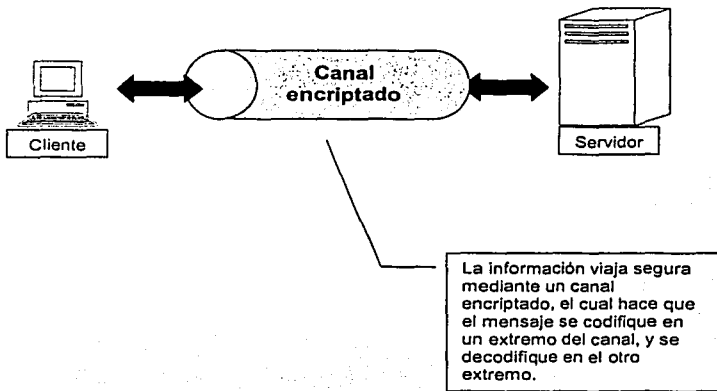 Canal
encriptado
Cliente
Servidor
La información viaja segura
mediante un canal
encriptado, el cual hace que
el mensaje se codifique en
un extremo del canal, y se
decodifique en el otro
extremo.